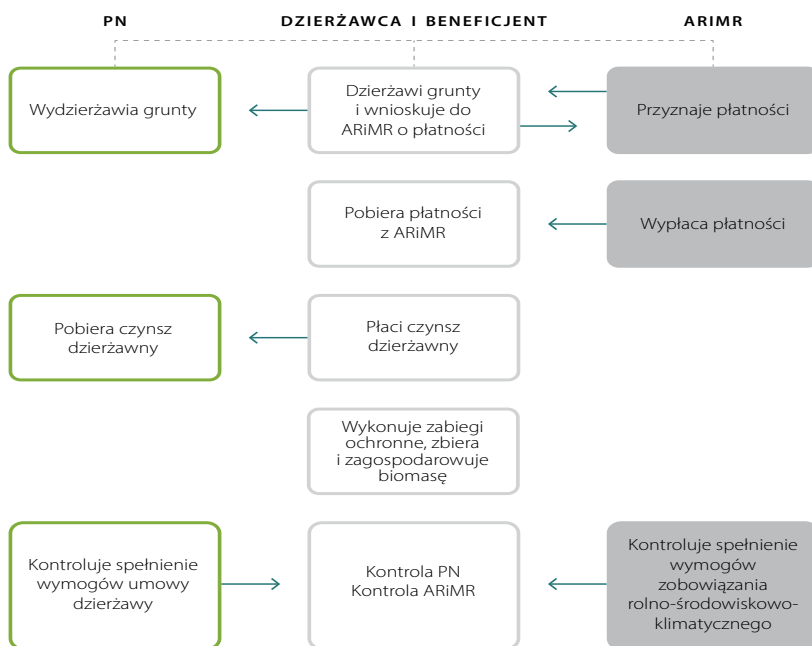 PN
DZIERŻAWCA I BENEFICJENT
ARIMR
Wydzierżawia grunty
Dzierżawi grunty
i wnioskuje do
ARiMR o płatności
Przyznaje płatności
Pobiera płatności
z ARiMR
Wypłaca płatności
Pobiera czynsz
dzierżawny
Płaci czynsz
dzierżawny
Wykonuje zabiegi
ochronne, zbiera
i zagospodarowuje
biomasę
Kontroluje spełnienie
wymogów umowy
dzierżawy
Kontrola PN
Kontrola ARiMR
Kontroluje spełnienie
wymogów
zobowiązania
rolno-środowiskowo-
klimatycznego